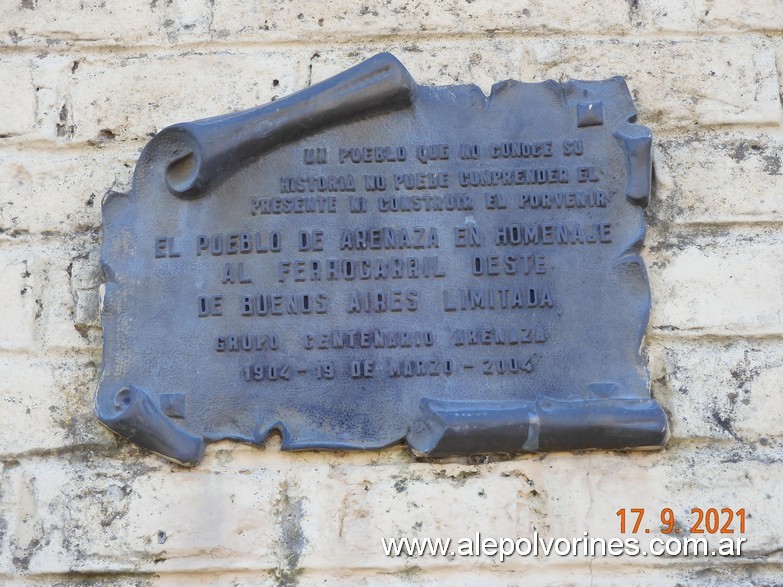 UN PUEBLO QUE NO CONOCE SU
HISTORIA NO PUEDE COMPRENDER EL
PRESENTE NI CONSTRUIR EL PORVENIR
EL PUEBLO DE AREÑAZA EN HOMENAJE
AL FERROCARRIL OESTE
DE BUENOS AIRES LIMITADA
GRUPO CENTENARIO ARENAZA
1904 - 19 DE MARZO - 2004
17. 9. 2021
www.alepolvorines.com.ar